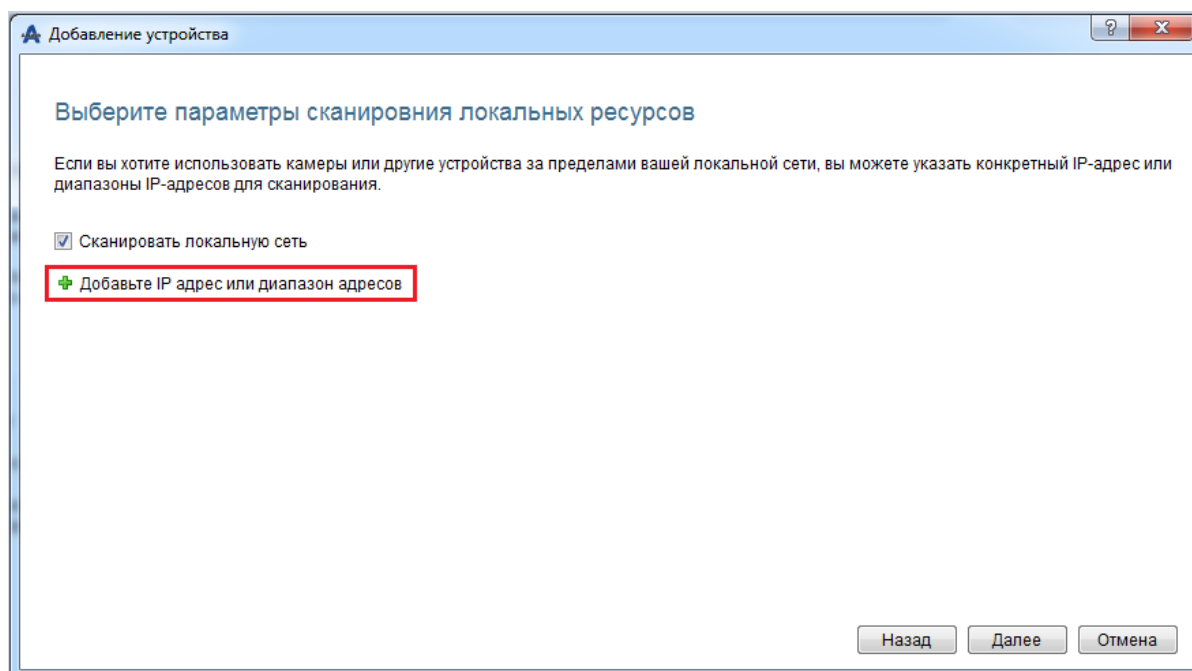 Добавление устройства
Выберите параметры сканировния локальных ресурсов
Если вы хотите использовать камеры или другие устройства за пределами вашей локальной сети, вы можете указать конкретный IP-адрес или
диапазоны IP-адресов для сканирования.
Сканировать локальную сеть
Добавьте IP адрес или диапазон адресов
Назад Далее Отмена